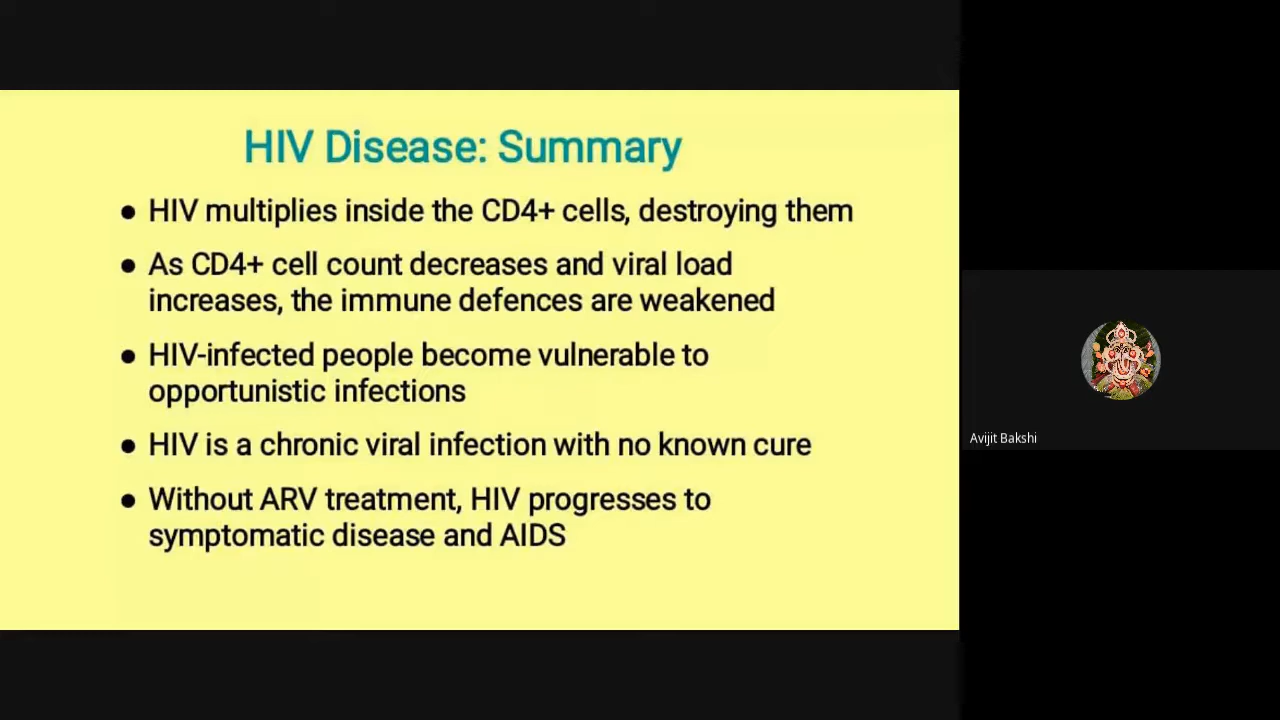 HIV Disease: Summary
● HIV multiplies inside the CD4+ cells, destroying them
● As CD4+ cell count decreases and viral load
increases, the immune defences are weakened
● HIV-infected people become vulnerable to
opportunistic infections
● HIV is a chronic viral infection with no known cure
● Without ARV treatment, HIV progresses to
symptomatic disease and AIDS
Avijit Bakshi